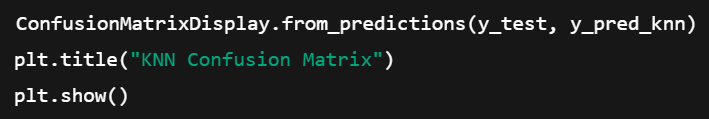 ConfusionMatrixDisplay.from_predictions(y_test, y_pred_knn)
plt.title("KNN Confusion Matrix")
plt.show()